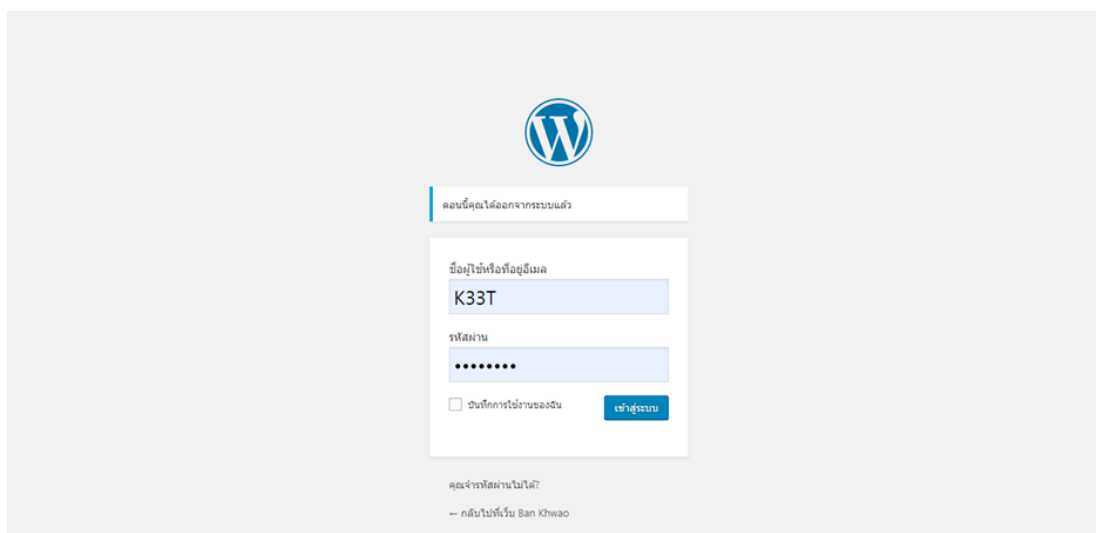 ตอนนี้คุณได้ออกจากระบบแล้ว
ชื่อผู้ใช้หรือที่อยู่อีเมล
K33T
รหัสผ่าน
••••••••
บันทึกการใช้งานของฉัน
เข้าสู่ระบบ
คุณจำรหัสผ่านไม่ได้?
← กลับไปที่เว็บ Ban Khwao